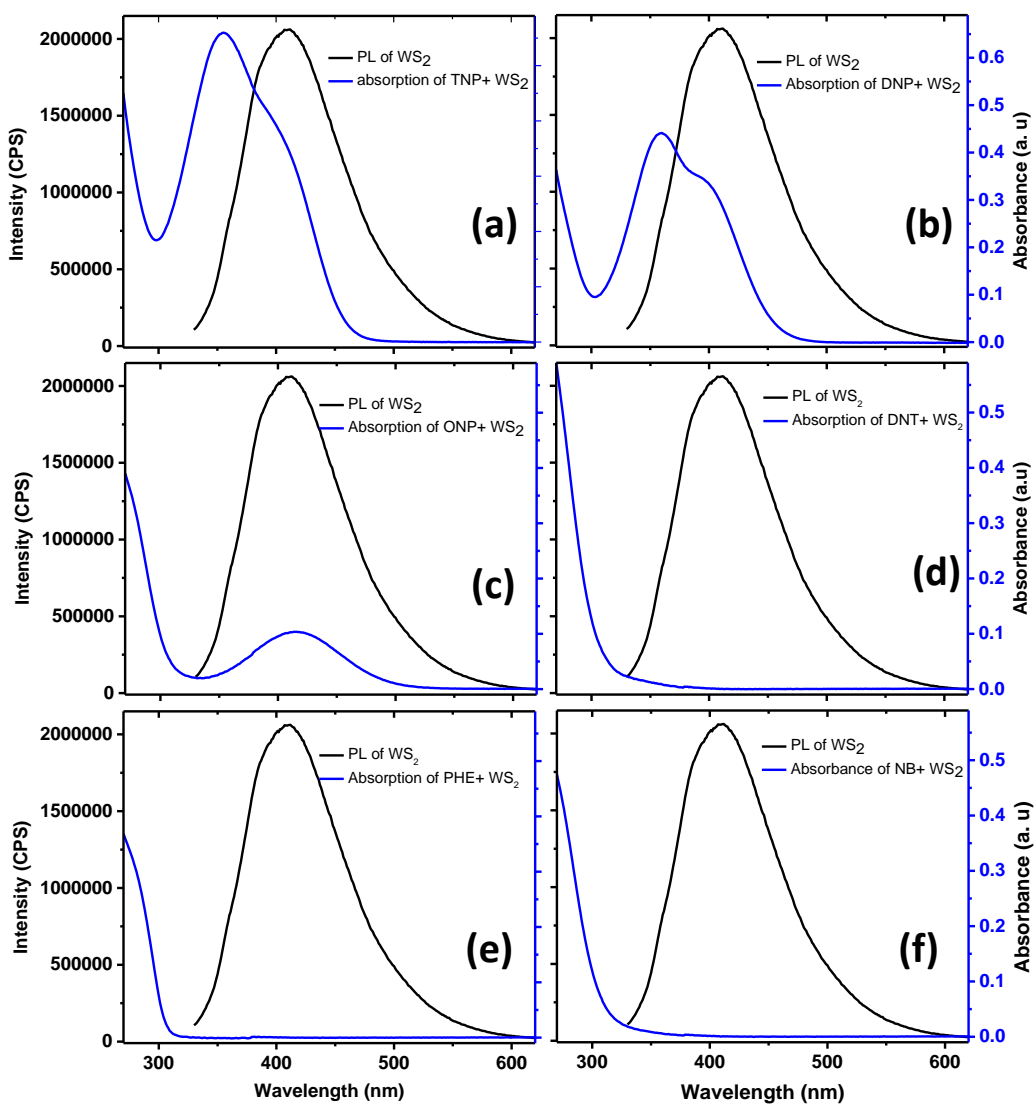 PL of WS2
absorption of TNP+ WS2
(a)
2000000
1500000
1000000
500000
0
Intensity (CPS)
PL of WS2
Absorption of DNP+ WS2
(b)
0.6
0.5
0.4
0.3
0.2
0.1
0.0
Absorbance (a. u)
PL of WS2
Absorption of ONP+ WS2
(c)
2000000
1500000
1000000
500000
0
Intensity (CPS)
PL of WS2
Absorption of DNT+ WS2
(d)
0.5
0.4
0.3
0.2
0.1
0.0
Absorbance (a.u)
PL of WS2
Absorption of PHE+ WS2
(e)
2000000
1500000
1000000
500000
0
Intensity (CPS)
300 400 500 600
Wavelength (nm)
PL of WS2
Absorbance of NB+ WS2
(f)
0.5
0.4
0.3
0.2
0.1
0.0
Absorbance (a. u)
300 400 500 600
Wavelength (nm)